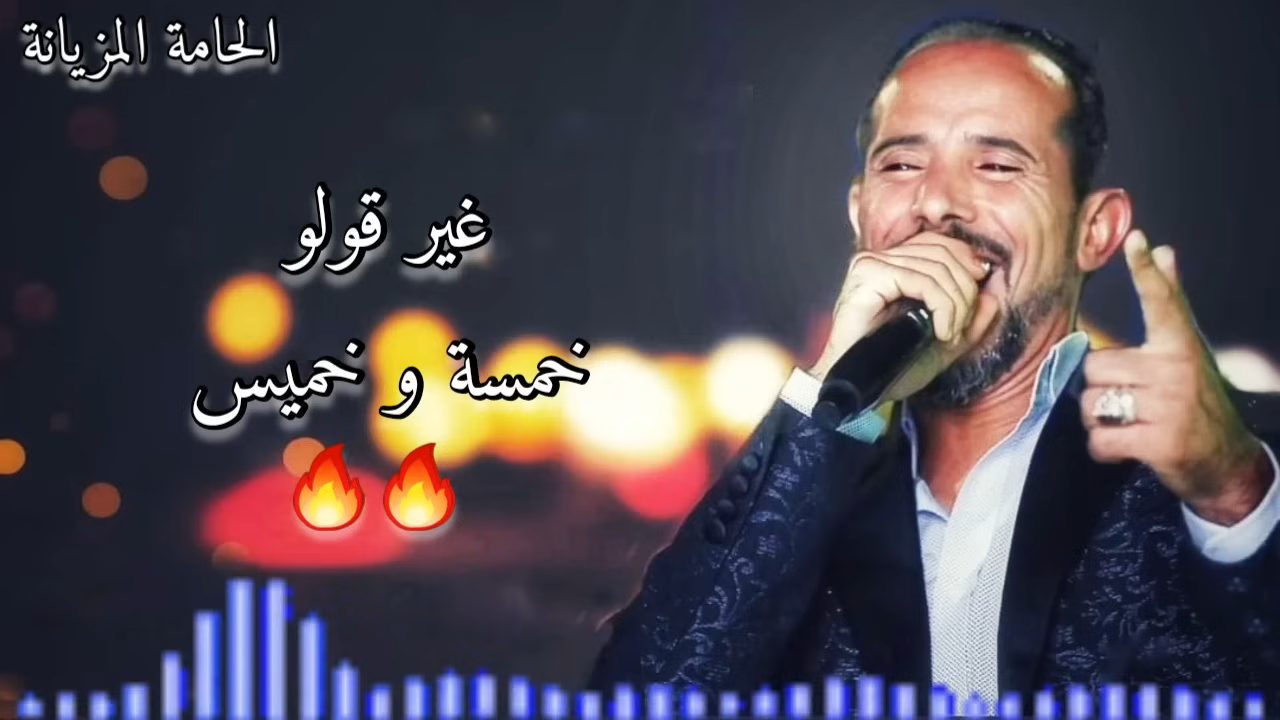 الحامة المزيانة
غير قولو
خمسة و خميس
🔥🔥